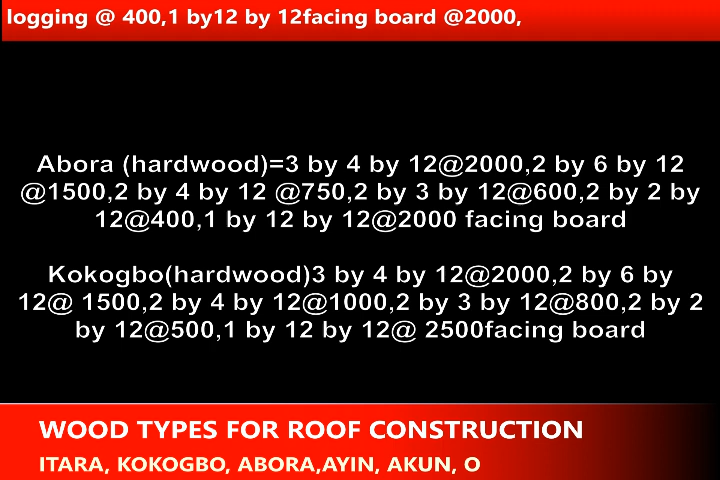 logging @ 400,1 by12 by 12facing board @2000,
Abora (hardwood)=3 by 4 by 12@2000,2 by 6 by 12
@1500,2 by 4 by 12 @750,2 by 3 by 12@600,2 by 2 by
12@400,1 by 12 by 12@2000 facing board
Kokogbo(hardwood)3 by 4 by 12@2000,2 by 6 by
12@ 1500,2 by 4 by 12@1000,2 by 3 by 12@800,2 by 2
by 12@500,1 by 12 by 12@ 2500facing board
WOOD TYPES FOR ROOF CONSTRUCTION
ITARA, KOKOGBO, ABORA,AYIN, AKUN, O